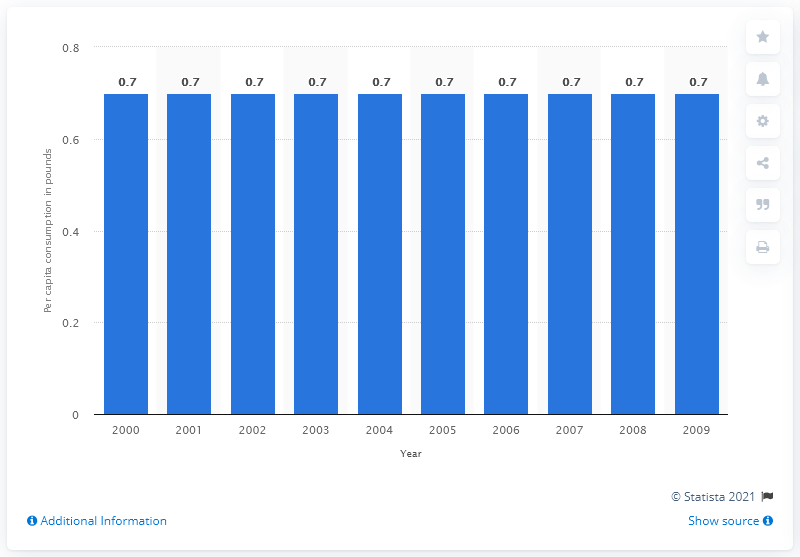 0.8
0.7 0.7 0.7 0.7 0.7 0.7 0.7 0.7 0.7 0.7
0.6
0.4
0.2
0
Per capita consumption in pounds
2000 2001 2002 2003 2004 2005 2006 2007 2008 2009
Year
© Statista 2021
Additional Information
Show source